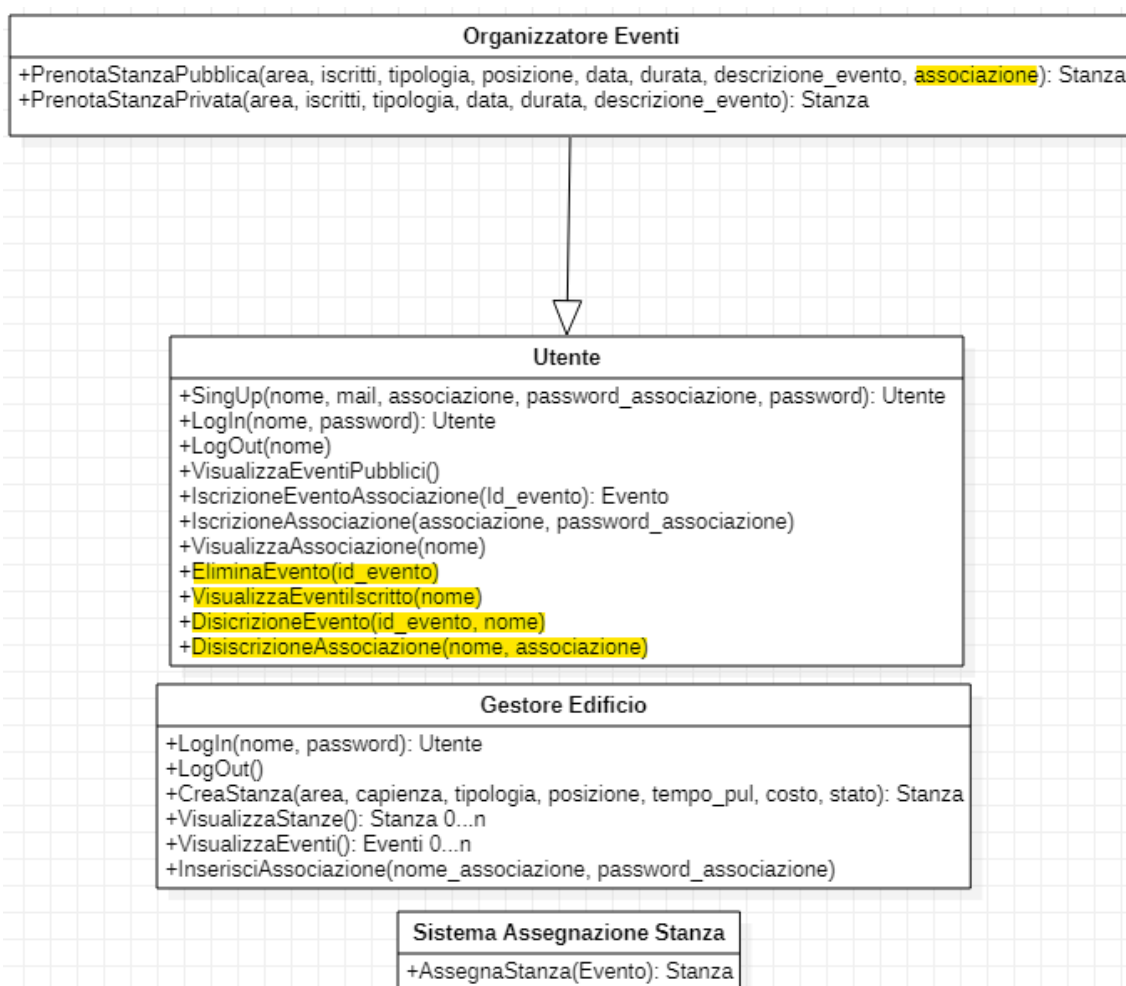 Organizzatore Eventi
+PrenotaStanzaPubblica(area, iscritti, tipologia, posizione, data, durata, descrizione_evento, associazione): Stanza
+PrenotaStanzaPrivata(area, iscritti, tipologia, data, durata, descrizione_evento): Stanza
Utente
+SingUp(nome, mail, associazione, password_associazione, password): Utente
+LogIn(nome, password): Utente
+LogOut(nome)
+VisualizzaEventiPubblici()
+IscrizioneEventoAssociazione(Id_evento): Evento
+IscrizioneAssociazione(associazione, password_associazione)
+VisualizzaAssociazione(nome)
+EliminaEvento(id_evento)
+VisualizzaEventiIscritto(nome)
+DisicrizioneEvento(id_evento, nome)
+DisiscrizioneAssociazione(nome, associazione)
Gestore Edificio
+LogIn(nome, password): Utente
+LogOut()
+CreaStanza(area, capienza, tipologia, posizione, tempo_pul, costo, stato): Stanza
+VisualizzaStanze(): Stanza 0...n
+VisualizzaEventi(): Eventi 0...n
+InserisciAssociazione(nome_associazione, password_associazione)
Sistema Assegnazione Stanza
+AssegnaStanza(Evento): Stanza